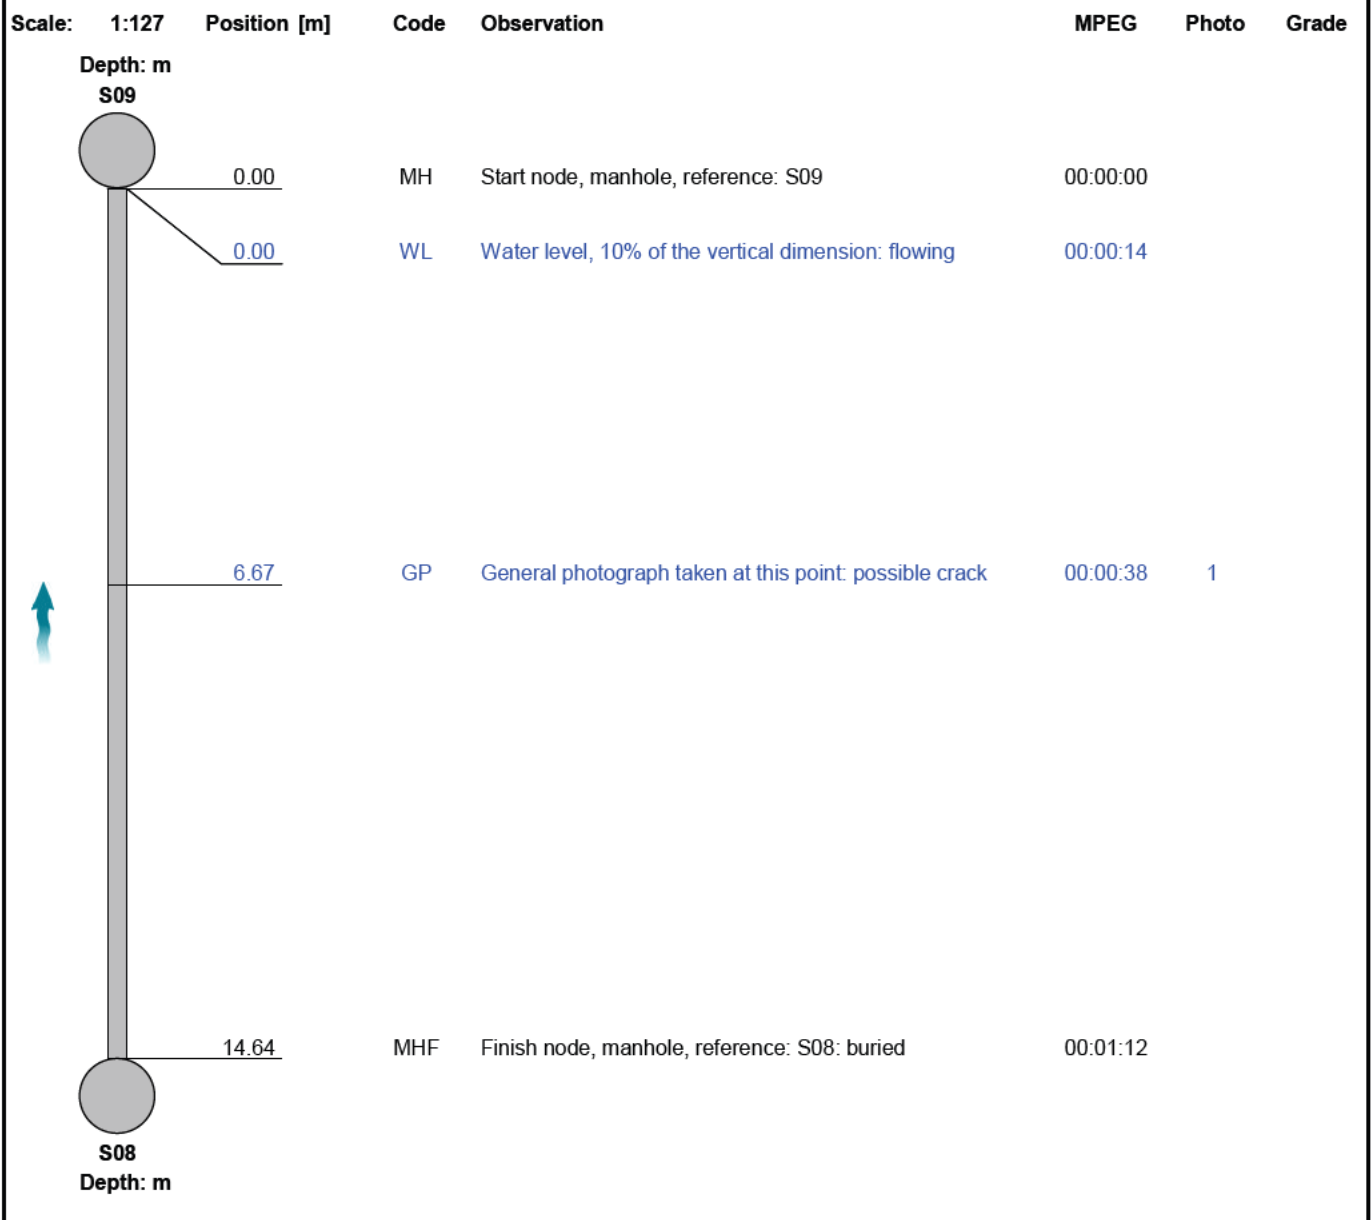 Scale: 1:127 Position [m] Code Observation MPEG Photo Grade
Depth: m
S09
0.00 MH Start node, manhole, reference: S09 00:00:00
0.00 WL Water level, 10% of the vertical dimension: flowing 00:00:14
6.67 GP General photograph taken at this point: possible crack 00:00:38 1
14.64 MHF Finish node, manhole, reference: S08: buried 00:01:12
S08
Depth: m